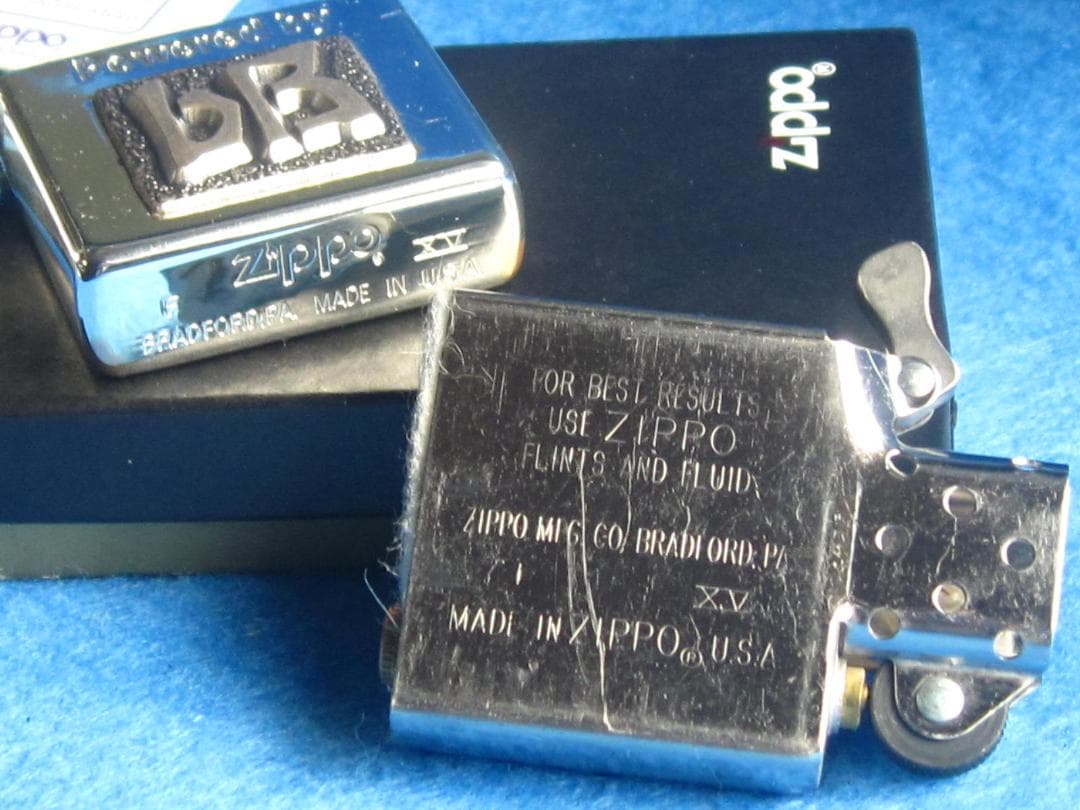 Zippo
Powered by
Zippo XV
BRADFORD.PA. MADE IN U.S.A
Zippo®
FOR BEST RESULTS
USE ZIPPO
FLINTS AND FLUID
ZIPPO MFG. CO. BRADFORD. PA
XV
MADE IN ZIPPO® U.S.A